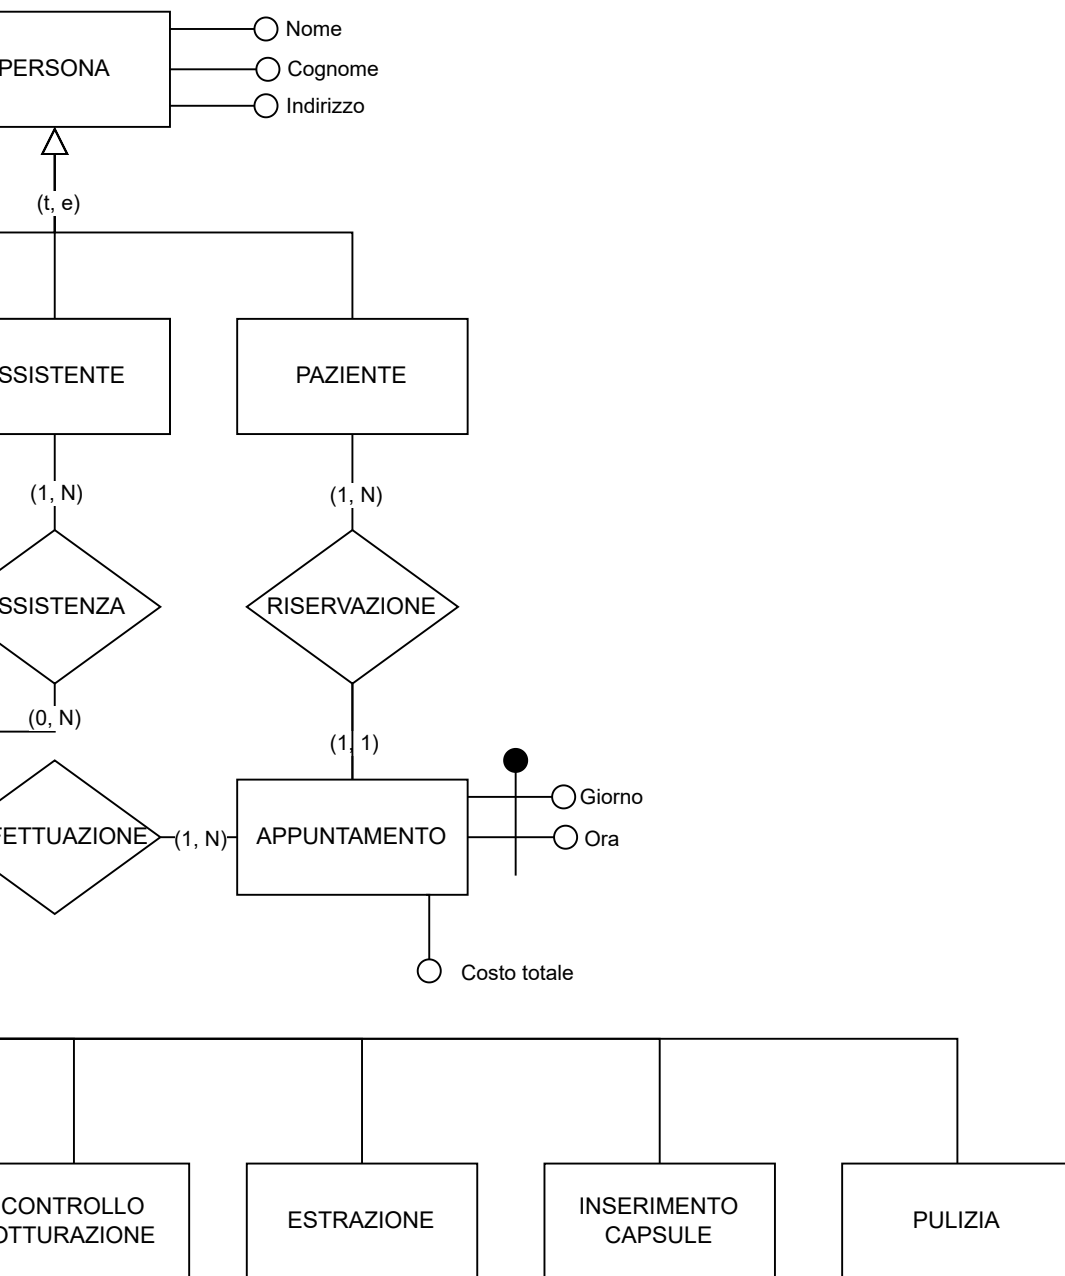 PERSONA
Nome
Cognome
Indirizzo
(t, e)
SSISTENTE
PAZIENTE
(1, N)
(1, N)
SSISTENZA
RISERVAZIONE
(0, N)
(1, 1)
FETTUAZIONE
(1, N)
APPUNTAMENTO
Giorno
Ora
Costo totale
CONTROLLO
OTTURAZIONE
ESTRAZIONE
INSERIMENTO
CAPSULE
PULIZIA